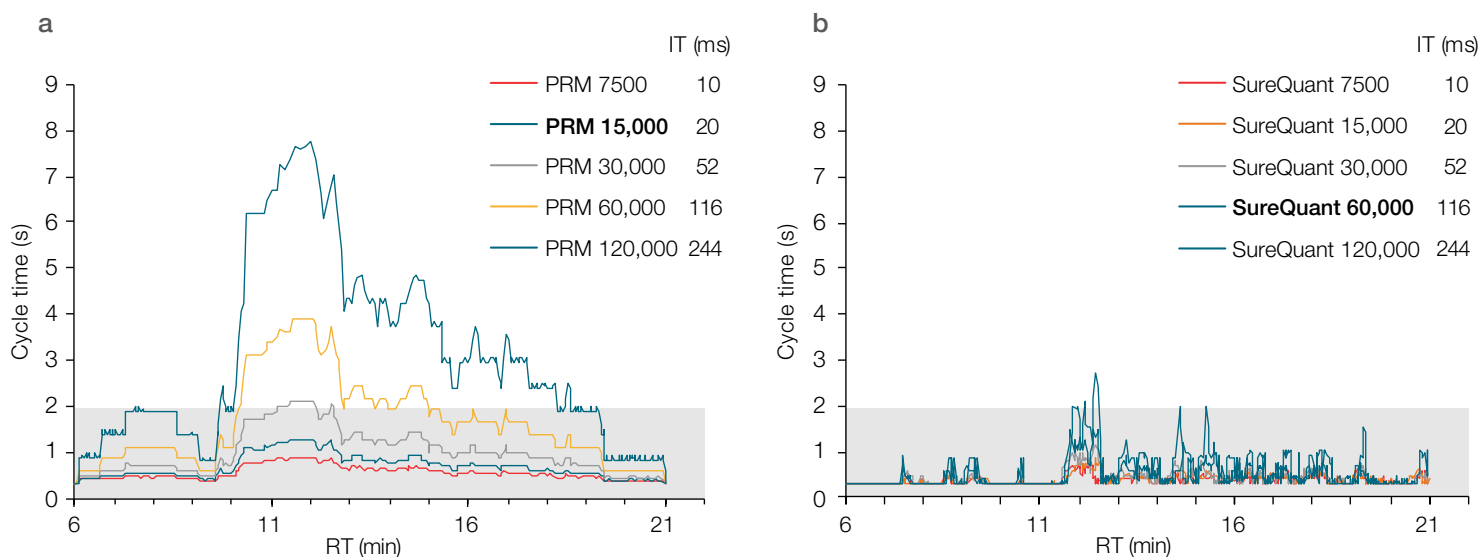 a
IT (ms)
PRM 7500 10
PRM 15,000 20
PRM 30,000 52
PRM 60,000 116
PRM 120,000 244
9
8
7
6
5
4
3
2
1
0
Cycle time (s)
6 11 16 21
RT (min)
b
IT (ms)
SureQuant 7500 10
SureQuant 15,000 20
SureQuant 30,000 52
SureQuant 60,000 116
SureQuant 120,000 244
9
8
7
6
5
4
3
2
1
0
Cycle time (s)
6 11 16 21
RT (min)